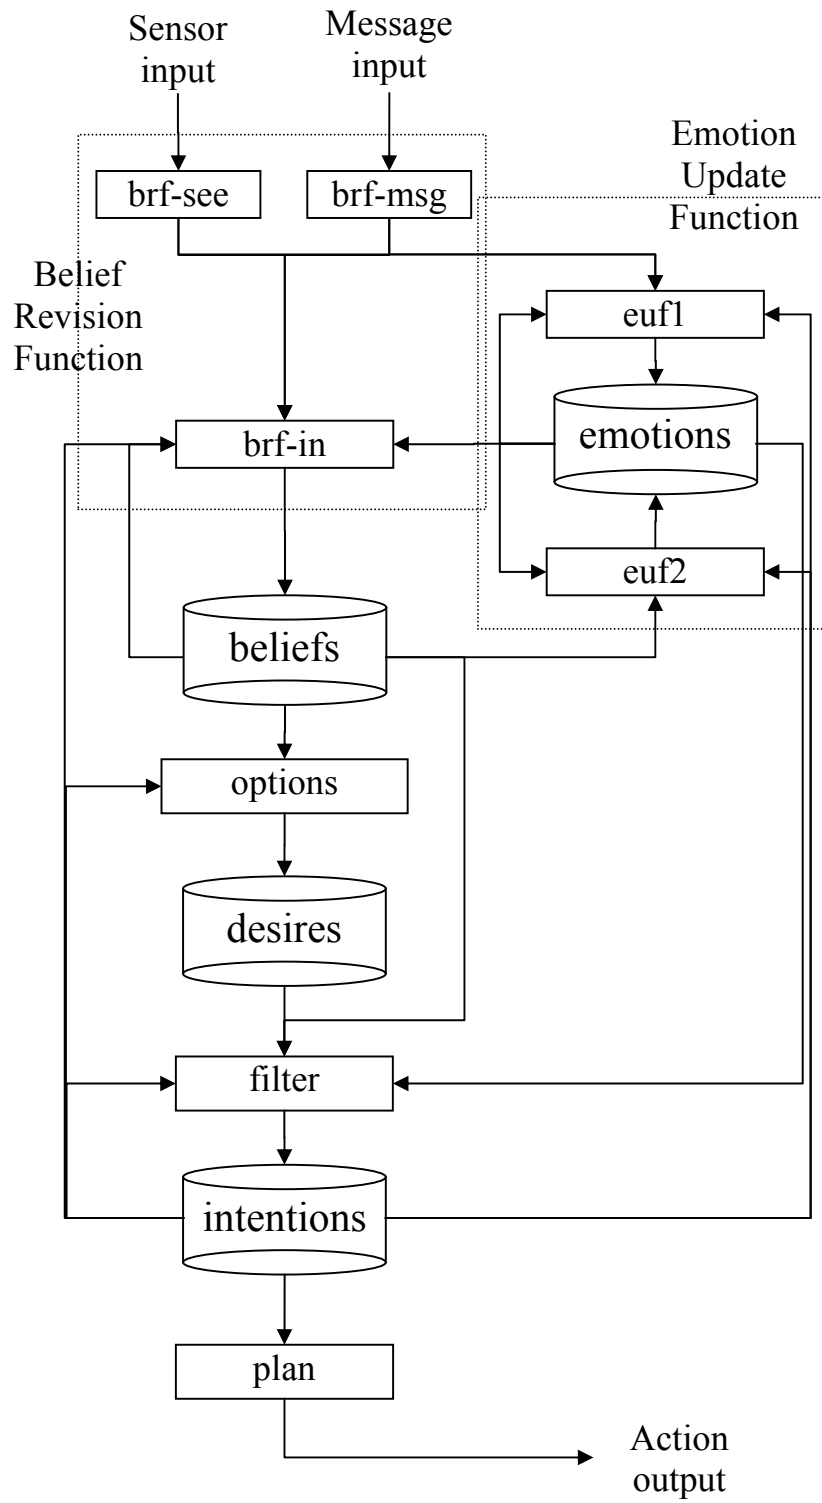 Sensor
input
Message
input
Emotion
Update
Function
brf-see
brf-msg
Belief
Revision
Function
euf1
emotions
brf-in
euf2
beliefs
options
desires
filter
intentions
plan
Action
output